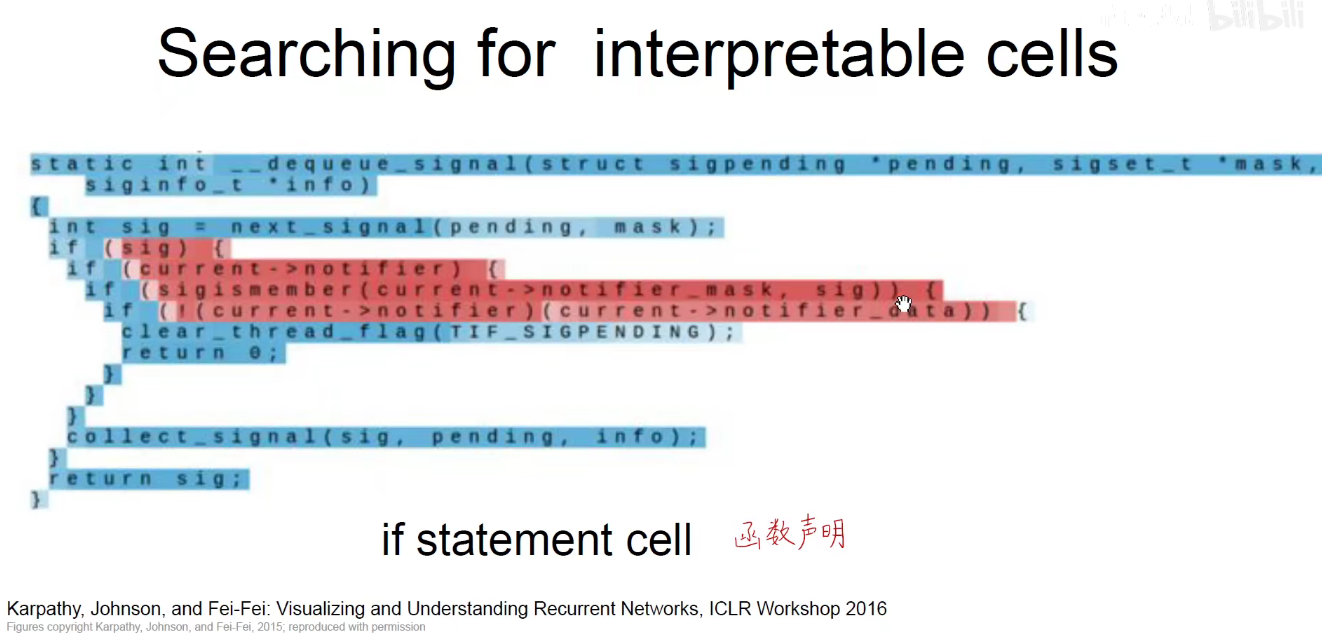 bilibili
Searching for interpretable cells
static int __dequeue_signal(struct sigpending *pending, sigset_t *mask,
siginfo_t *info)
{
int sig = next_signal(pending, mask);
if (sig) {
if (current->notifier) {
if (sigismember(current->notifier_mask, sig)) {
if (!(current->notifier)(current->notifier_data)) {
clear_thread_flag(TIF_SIGPENDING);
return 0;
}
}
}
collect_signal(sig, pending, info);
}
return sig;
}
if statement cell 函数声明
Karpathy, Johnson, and Fei-Fei: Visualizing and Understanding Recurrent Networks, ICLR Workshop 2016
Figures copyright Karpathy, Johnson, and Fei-Fei, 2015; reproduced with permission